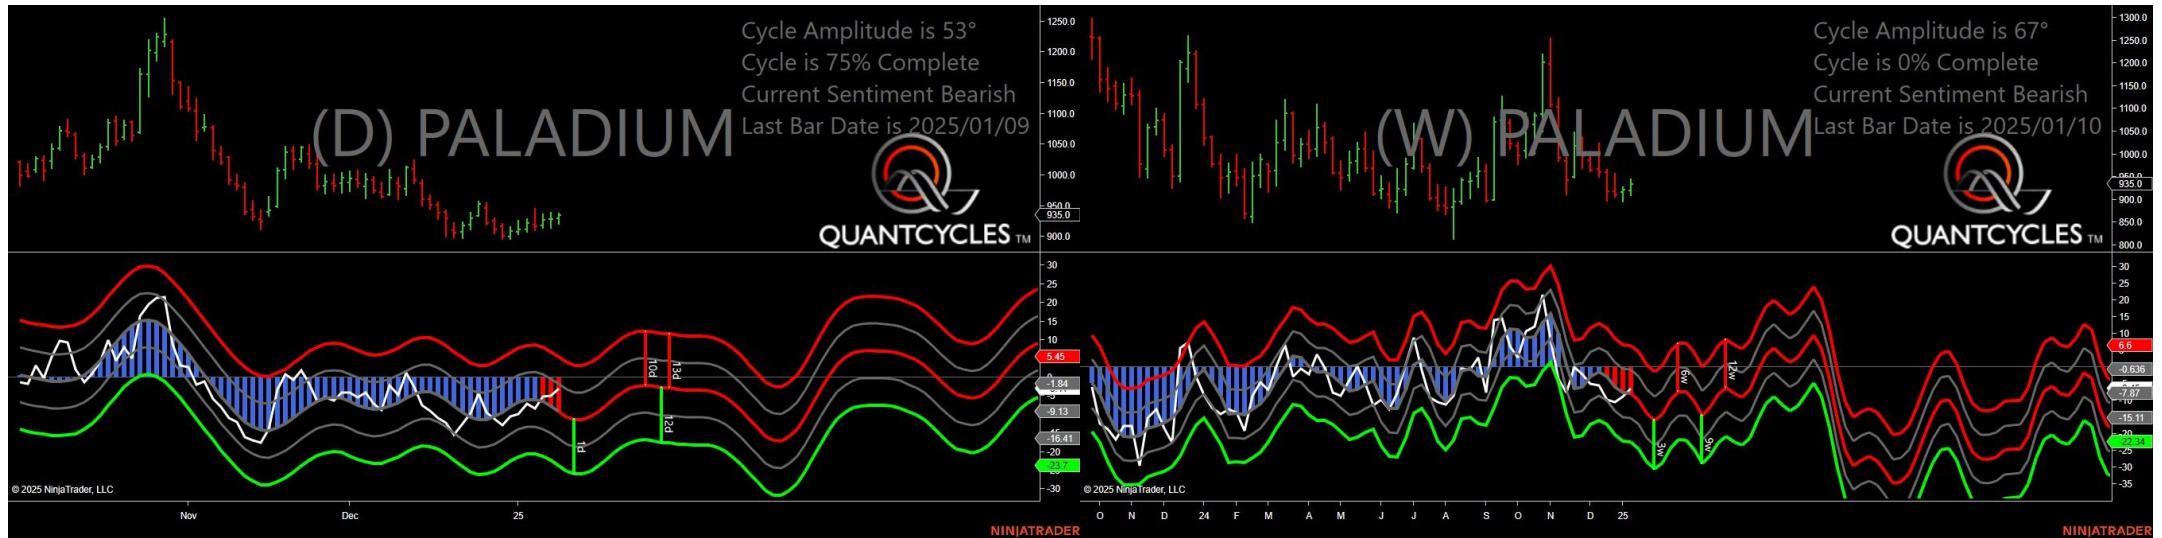 Cycle Amplitude is 53°
Cycle is 75% Complete
Current Sentiment Bearish
Last Bar Date is 2025/01/09
(D) PALADIUM
QUANTCYCLES TM
1250.0
1200.0
1150.0
1100.0
1050.0
1000.0
950.0
935.0
900.0
30
25
20
15
10
5.45
0
-1.84
-9.13
-15
-16.41
-20
-23.7
-30
10d
13d
12d
1d
© 2025 NinjaTrader, LLC
Nov Dec 25
NINJATRADER
Cycle Amplitude is 67°
Cycle is 0% Complete
Current Sentiment Bearish
Last Bar Date is 2025/01/10
(W) PALADIUM
QUANTCYCLES TM
1300.0
1250.0
1200.0
1150.0
1100.0
1050.0
1000.0
950.0
935.0
900.0
850.0
800.0
30
25
20
15
10
6.6
-0.636
-7.87
-10
-15.11
-20
-22.34
-25
-30
-35
6w
12w
3w
9w
© 2025 NinjaTrader, LLC
O N D 24 F M A M J J A S O N D 25
NINJATRADER